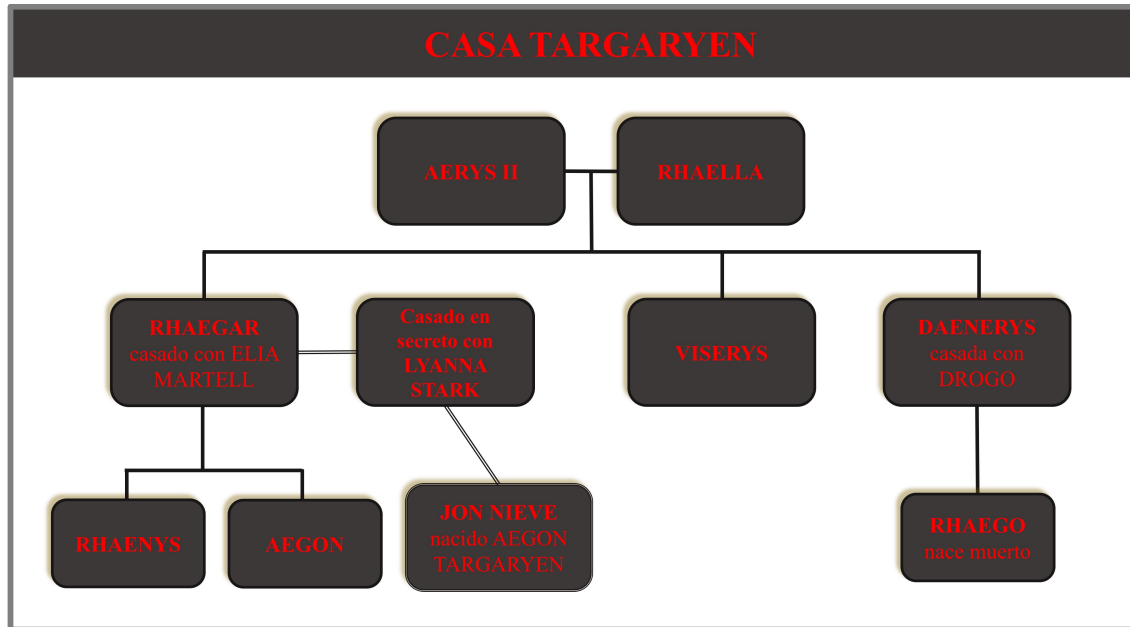 CASA TARGARYEN
AERYS II
RHAELLA
RHAEGAR
casado con ELIA
MARTELL
Casado en
secreto con
LYANNA
STARK
VISERYS
DAENERYS
casada con
DROGO
RHAENYS
AEGON
JON NIEVE
nacido AEGON
TARGARYEN
RHAEGO
nace muerto